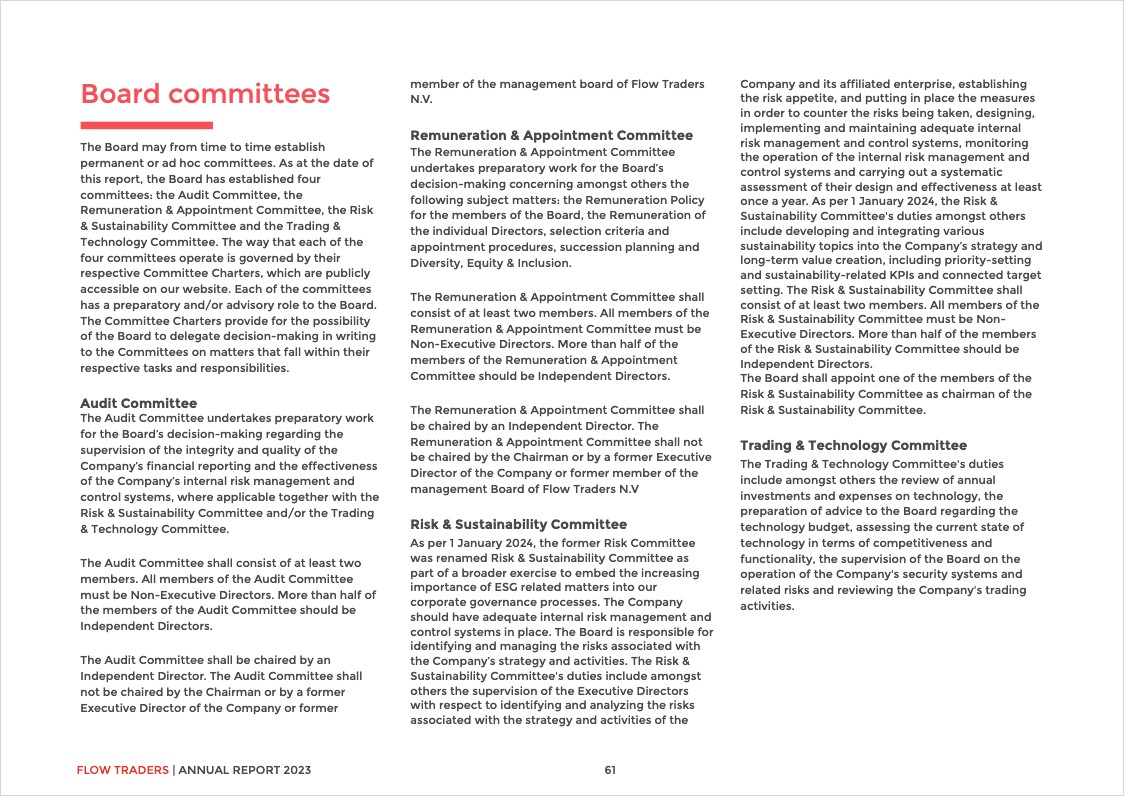 Board committees
The Board may from time to time establish
permanent or ad hoc committees. As at the date of
this report, the Board has established four
committees: the Audit Committee, the
Remuneration & Appointment Committee, the Risk
& Sustainability Committee and the Trading &
Technology Committee. The way that each of the
four committees operate is governed by their
respective Committee Charters, which are publicly
accessible on our website. Each of the committees
has a preparatory and/or advisory role to the Board.
The Committee Charters provide for the possibility
of the Board to delegate decision-making in writing
to the Committees on matters that fall within their
respective tasks and responsibilities.
Audit Committee
The Audit Committee undertakes preparatory work
for the Board's decision-making regarding the
supervision of the integrity and quality of the
Company's financial reporting and the effectiveness
of the Company's internal risk management and
control systems, where applicable together with the
Risk & Sustainability Committee and/or the Trading
& Technology Committee.
The Audit Committee shall consist of at least two
members. All members of the Audit Committee
must be Non-Executive Directors. More than half of
the members of the Audit Committee should be
Independent Directors.
The Audit Committee shall be chaired by an
Independent Director. The Audit Committee shall
not be chaired by the Chairman or by a former
Executive Director of the Company or former
member of the management board of Flow Traders
N.V.
Remuneration & Appointment Committee
The Remuneration & Appointment Committee
undertakes preparatory work for the Board's
decision-making concerning amongst others the
following subject matters: the Remuneration Policy
for the members of the Board, the Remuneration of
the individual Directors, selection criteria and
appointment procedures, succession planning and
Diversity, Equity & Inclusion.
The Remuneration & Appointment Committee shall
consist of at least two members. All members of the
Remuneration & Appointment Committee must be
Non-Executive Directors. More than half of the
members of the Remuneration & Appointment
Committee should be Independent Directors.
The Remuneration & Appointment Committee shall
be chaired by an Independent Director. The
Remuneration & Appointment Committee shall not
be chaired by the Chairman or by a former Executive
Director of the Company or former member of the
management Board of Flow Traders N.V
Risk & Sustainability Committee
As per 1 January 2024, the former Risk Committee
was renamed Risk & Sustainability Committee as
part of a broader exercise to embed the increasing
importance of ESG related matters into our
corporate governance processes. The Company
should have adequate internal risk management and
control systems in place. The Board is responsible for
identifying and managing the risks associated with
the Company's strategy and activities. The Risk &
Sustainability Committee's duties include amongst
others the supervision of the Executive Directors
with respect to identifying and analyzing the risks
associated with the strategy and activities of the
Company and its affiliated enterprise, establishing
the risk appetite, and putting in place the measures
in order to counter the risks being taken, designing,
implementing and maintaining adequate internal
risk management and control systems, monitoring
the operation of the internal risk management and
control systems and carrying out a systematic
assessment of their design and effectiveness at least
once a year. As per 1 January 2024, the Risk &
Sustainability Committee's duties amongst others
include developing and integrating various
sustainability topics into the Company's strategy and
long-term value creation, including priority-setting
and sustainability-related KPIs and connected target
setting. The Risk & Sustainability Committee shall
consist of at least two members. All members of the
Risk & Sustainability Committee must be Non-
Executive Directors. More than half of the members
of the Risk & Sustainability Committee should be
Independent Directors.
The Board shall appoint one of the members of the
Risk & Sustainability Committee as chairman of the
Risk & Sustainability Committee.
Trading & Technology Committee
The Trading & Technology Committee's duties
include amongst others the review of annual
investments and expenses on technology, the
preparation of advice to the Board regarding the
technology budget, assessing the current state of
technology in terms of competitiveness and
functionality, the supervision of the Board on the
operation of the Company's security systems and
related risks and reviewing the Company's trading
activities.
FLOW TRADERS | ANNUAL REPORT 2023
61